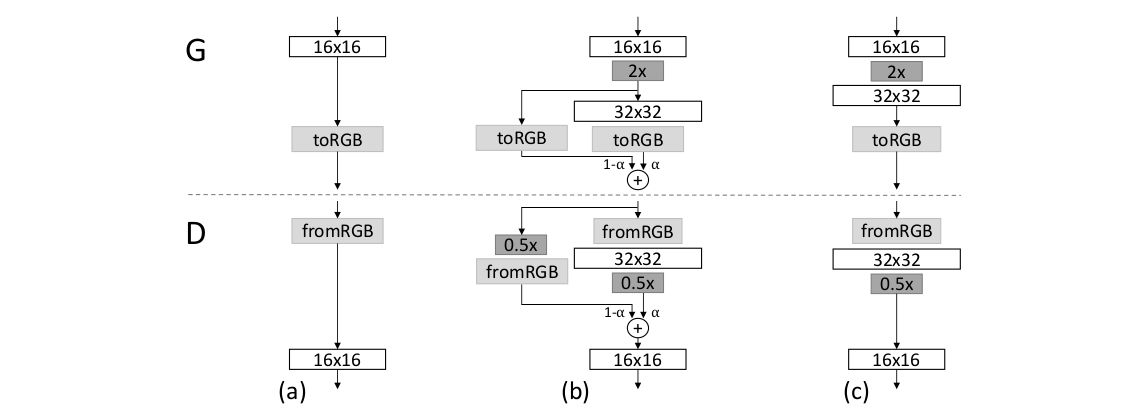 G
16x16
toRGB
16x16
2x
32x32
toRGB
toRGB
1-α
α
+
16x16
2x
32x32
toRGB
D
fromRGB
16x16
(a)
fromRGB
0.5x
32x32
fromRGB
0.5x
1-α
α
+
16x16
(b)
fromRGB
32x32
0.5x
16x16
(c)